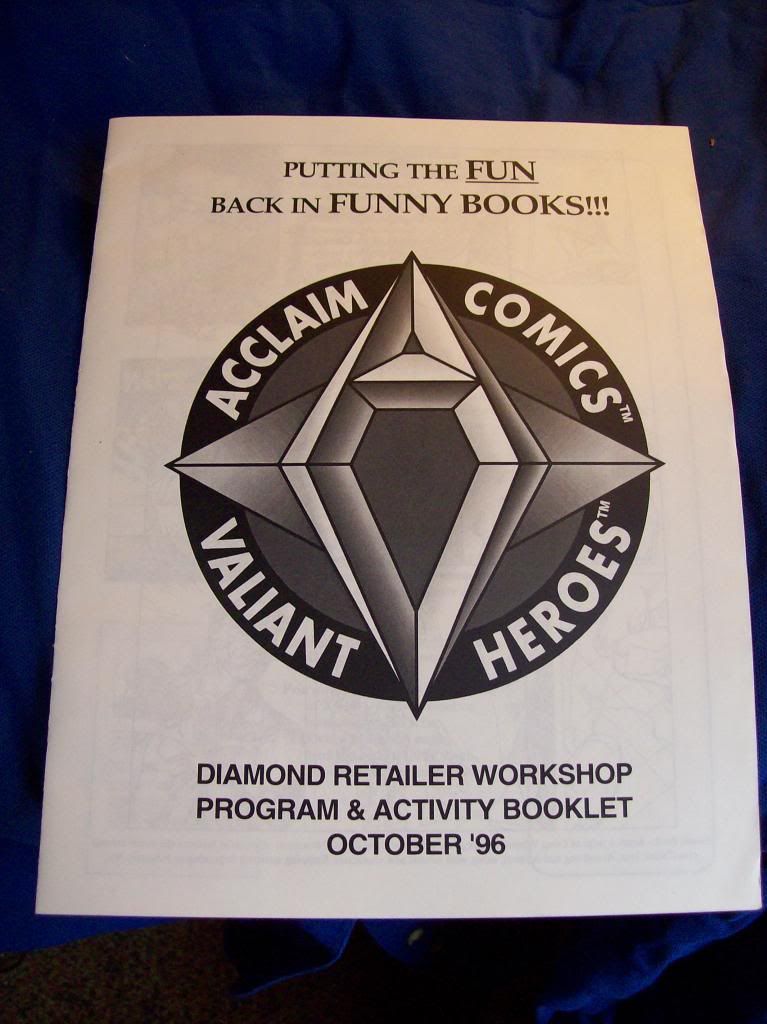 PUTTING THE FUN
BACK IN FUNNY BOOKS!!!
ACCLAIM COMICS™
VALIANT HEROES™
DIAMOND RETAILER WORKSHOP
PROGRAM & ACTIVITY BOOKLET
OCTOBER '96